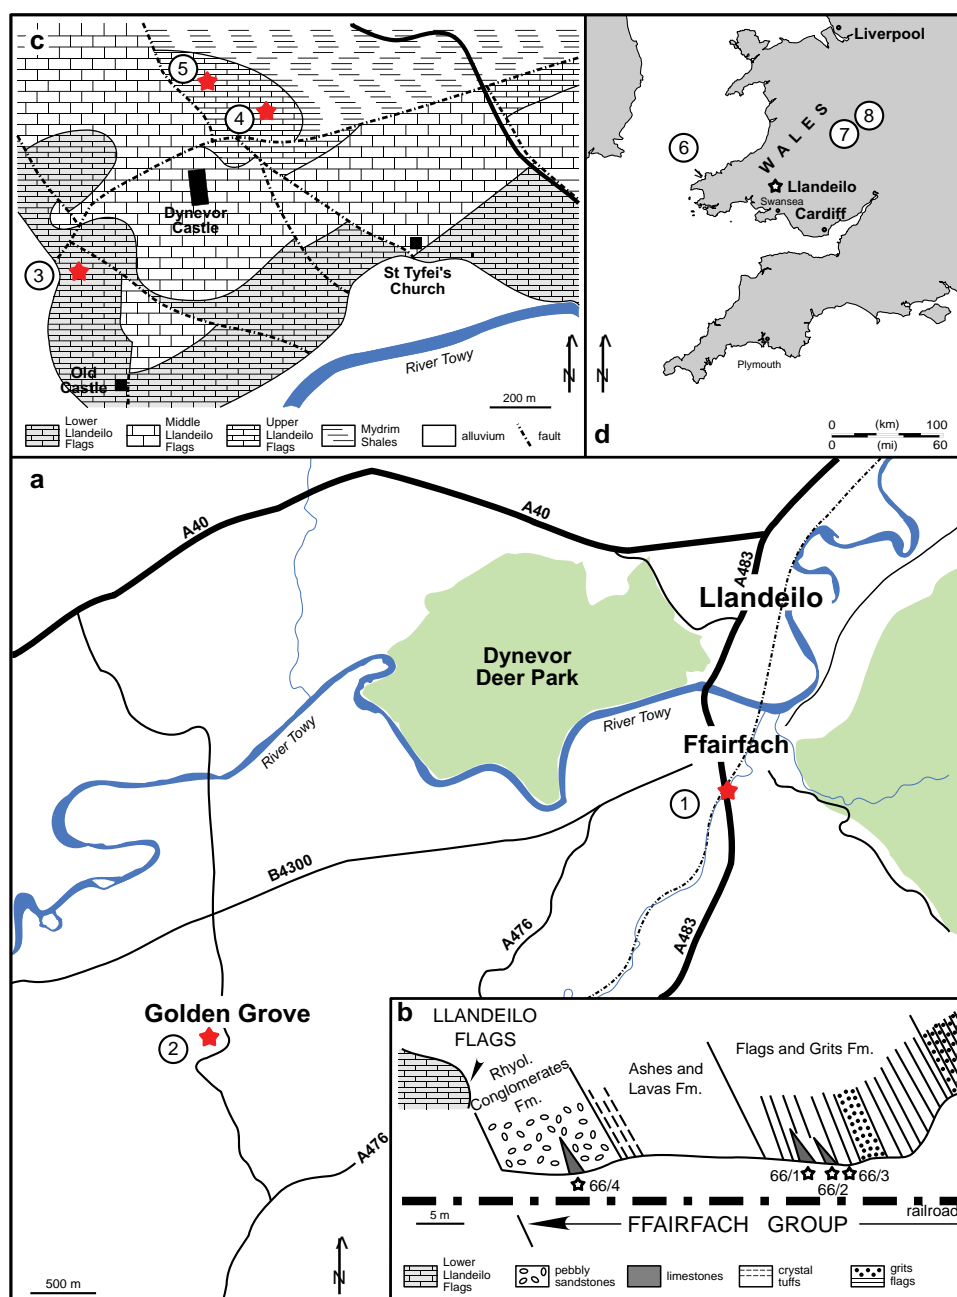 c
5
4
3
Dynevor
Castle
St Tyfei's
Church
Old
Castle
River Towy
N
200 m
Lower
Llandeilo
Flags
Middle
Llandeilo
Flags
Upper
Llandeilo
Flags
Mydrim
Shales
alluvium
fault
d
Liverpool
WALES
8
7
6
Llandeilo
Swansea
Cardiff
Plymouth
N
0 (km) 100
0 (mi) 60
a
A40
A40
A483
Llandeilo
Dynevor
Deer Park
River Towy
River Towy
Ffairfach
1
B4300
A476
A483
Golden Grove
2
A476
N
500 m
b
LLANDEILO
FLAGS
Rhyol.
Conglomerates
Fm.
Ashes and
Lavas Fm.
Flags and Grits Fm.
66/4
66/1
66/2
66/3
railroad
5 m
FFAIRFACH GROUP
Lower
Llandeilo
Flags
pebbly
sandstones
limestones
crystal
tuffs
grits
flags